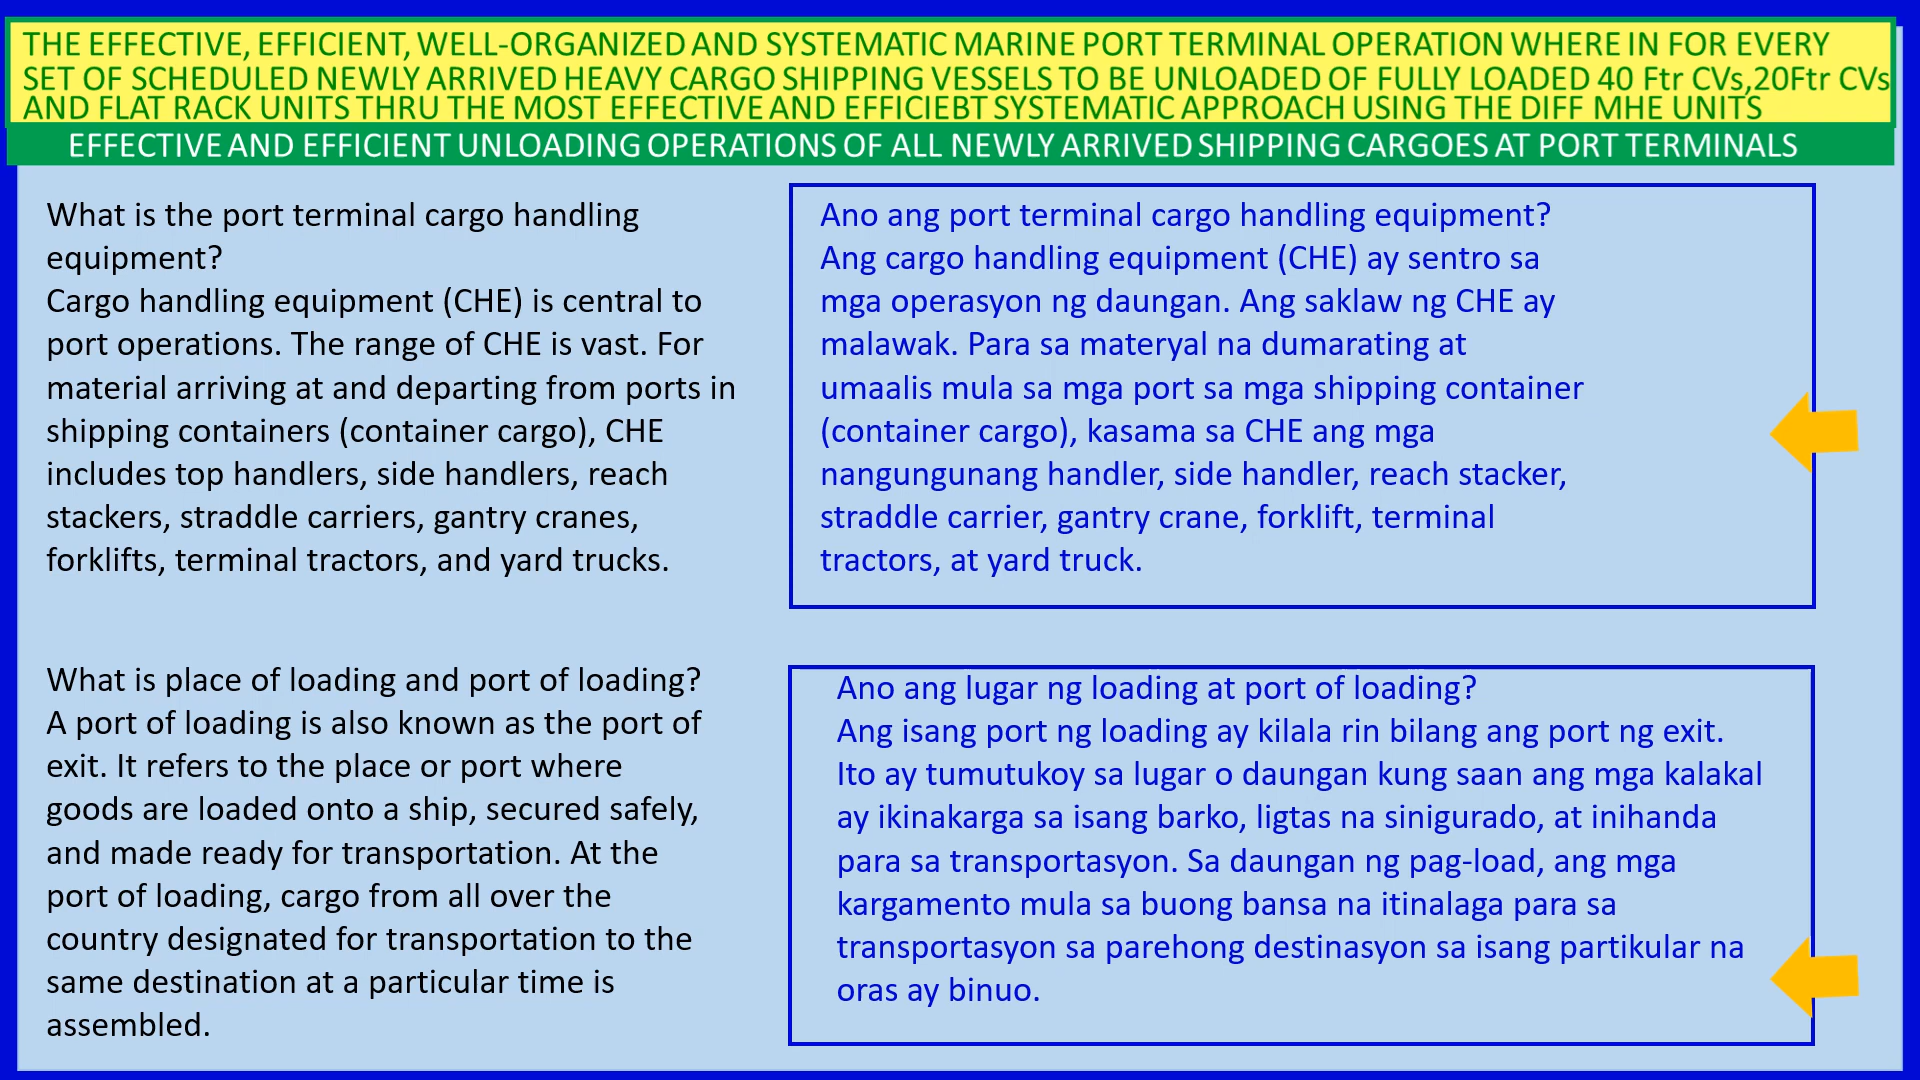 THE EFFECTIVE, EFFICIENT, WELL-ORGANIZED AND SYSTEMATIC MARINE PORT TERMINAL OPERATION WHERE IN FOR EVERY
SET OF SCHEDULED NEWLY ARRIVED HEAVY CARGO SHIPPING VESSELS TO BE UNLOADED OF FULLY LOADED 40 Ftr CVs,20Ftr CVs
AND FLAT RACK UNITS THRU THE MOST EFFECTIVE AND EFFICIEBT SYSTEMATIC APPROACH USING THE DIFF MHE UNITS
EFFECTIVE AND EFFICIENT UNLOADING OPERATIONS OF ALL NEWLY ARRIVED SHIPPING CARGOES AT PORT TERMINALS
What is the port terminal cargo handling
equipment?
Cargo handling equipment (CHE) is central to
port operations. The range of CHE is vast. For
material arriving at and departing from ports in
shipping containers (container cargo), CHE
includes top handlers, side handlers, reach
stackers, straddle carriers, gantry cranes,
forklifts, terminal tractors, and yard trucks.
Ano ang port terminal cargo handling equipment?
Ang cargo handling equipment (CHE) ay sentro sa
mga operasyon ng daungan. Ang saklaw ng CHE ay
malawak. Para sa materyal na dumarating at
umaalis mula sa mga port sa mga shipping container
(container cargo), kasama sa CHE ang mga
nangungunang handler, side handler, reach stacker,
straddle carrier, gantry crane, forklift, terminal
tractors, at yard truck.
What is place of loading and port of loading?
A port of loading is also known as the port of
exit. It refers to the place or port where
goods are loaded onto a ship, secured safely,
and made ready for transportation. At the
port of loading, cargo from all over the
country designated for transportation to the
same destination at a particular time is
assembled.
Ano ang lugar ng loading at port of loading?
Ang isang port ng loading ay kilala rin bilang ang port ng exit.
Ito ay tumutukoy sa lugar o daungan kung saan ang mga kalakal
ay ikinakarga sa isang barko, ligtas na sinigurado, at inihanda
para sa transportasyon. Sa daungan ng pag-load, ang mga
kargamento mula sa buong bansa na itinalaga para sa
transportasyon sa parehong destinasyon sa isang partikular na
oras ay binuo.